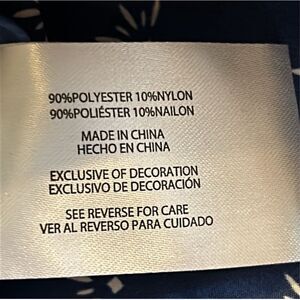 90%POLYESTER 10%NYLON
90%POLIÉSTER 10%NAILON
MADE IN CHINA
HECHO EN CHINA
EXCLUSIVE OF DECORATION
EXCLUSIVO DE DECORACIÓN
SEE REVERSE FOR CARE
VER AL REVERSO PARA CUIDADO